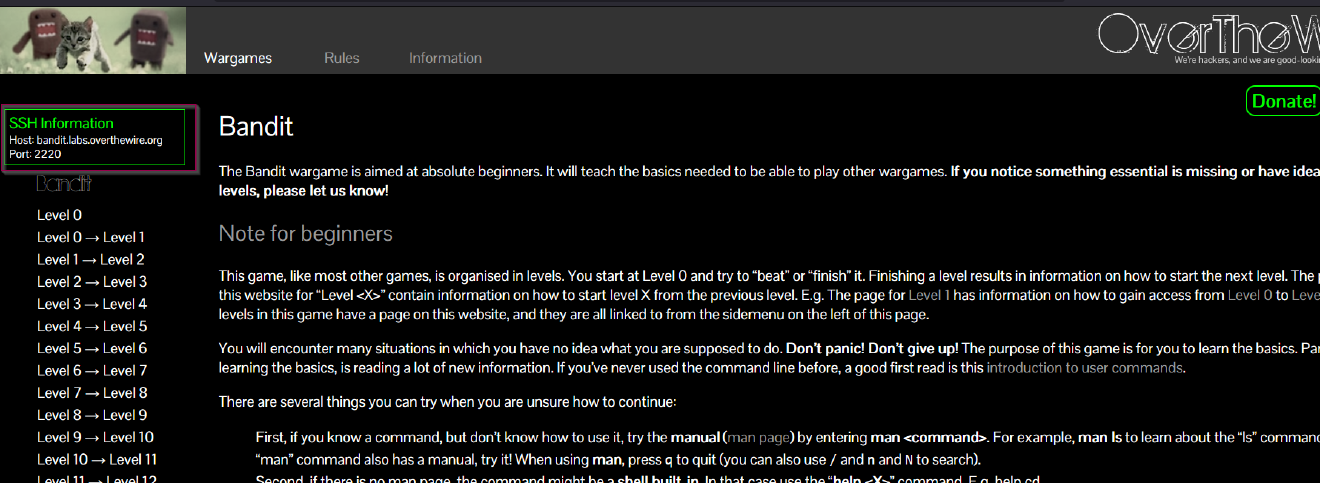 Wargames
Rules
Information
OverTheW
We're hackers, and we are good-looki
Donate!
SSH Information
Host: bandit.labs.overthewire.org
Port: 2220
Bandit
Level 0
Level 0 → Level 1
Level 1 → Level 2
Level 2 → Level 3
Level 3 → Level 4
Level 4 → Level 5
Level 5 → Level 6
Level 6 → Level 7
Level 7 → Level 8
Level 8 → Level 9
Level 9 → Level 10
Level 10 → Level 11
Level 11 → Level 12
Bandit
The Bandit wargame is aimed at absolute beginners. It will teach the basics needed to be able to play other wargames. If you notice something essential is missing or have idea
levels, please let us know!
Note for beginners
This game, like most other games, is organised in levels. You start at Level 0 and try to “beat” or “finish” it. Finishing a level results in information on how to start the next level. The p
this website for “Level <X>” contain information on how to start level X from the previous level. E.g. The page for Level 1 has information on how to gain access from Level 0 to Leve
levels in this game have a page on this website, and they are all linked to from the sidemenu on the left of this page.
You will encounter many situations in which you have no idea what you are supposed to do. Don’t panic! Don’t give up! The purpose of this game is for you to learn the basics. Par
learning the basics, is reading a lot of new information. If you’ve never used the command line before, a good first read is this introduction to user commands.
There are several things you can try when you are unsure how to continue:
First, if you know a command, but don’t know how to use it, try the manual (man page) by entering man <command>. For example, man ls to learn about the “ls” command
“man” command also has a manual, try it! When using man, press q to quit (you can also use / and n and N to search).
Second, if there is no man page, the command might be a shell built-in. In that case use the “help <X>” command. E.g. help cd